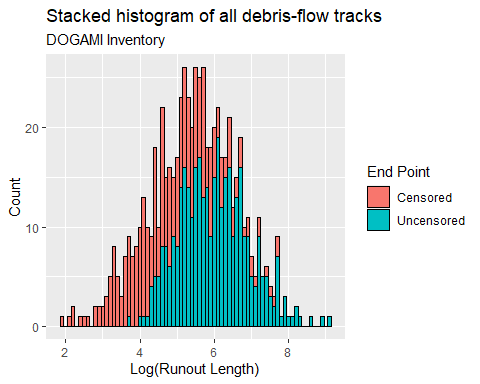 Stacked histogram of all debris-flow tracks
DOGAMI Inventory
20
10
0
Count
2 4 6 8
Log(Runout Length)
End Point
Censored
Uncensored